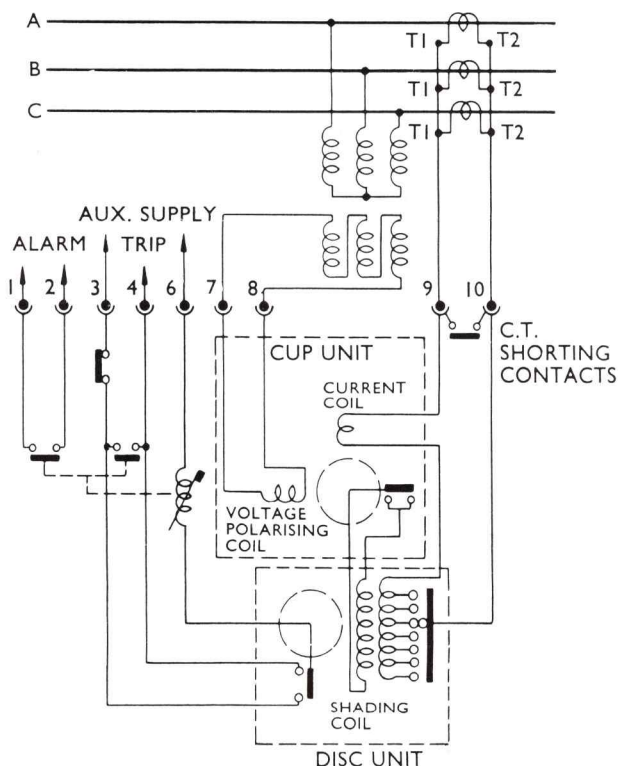 A
T1 T2
B
T1 T2
C
T1 T2
AUX. SUPPLY
ALARM TRIP
1 2 3 4 6 7 8 9 10
C.T.
SHORTING
CONTACTS
CUP UNIT
CURRENT
COIL
VOLTAGE
POLARISING
COIL
SHADING
COIL
DISC UNIT